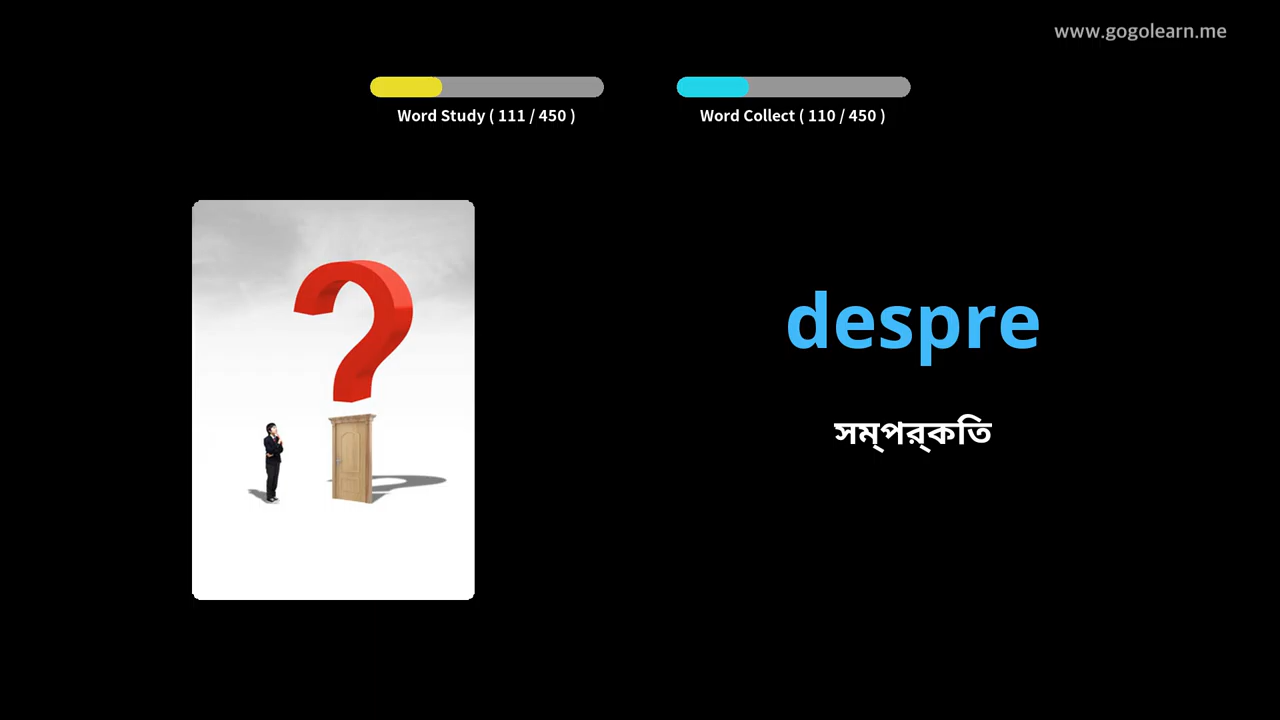 www.gogolearn.me
Word Study ( 111 / 450 )
Word Collect ( 110 / 450 )
despre
সম্পর্কিত